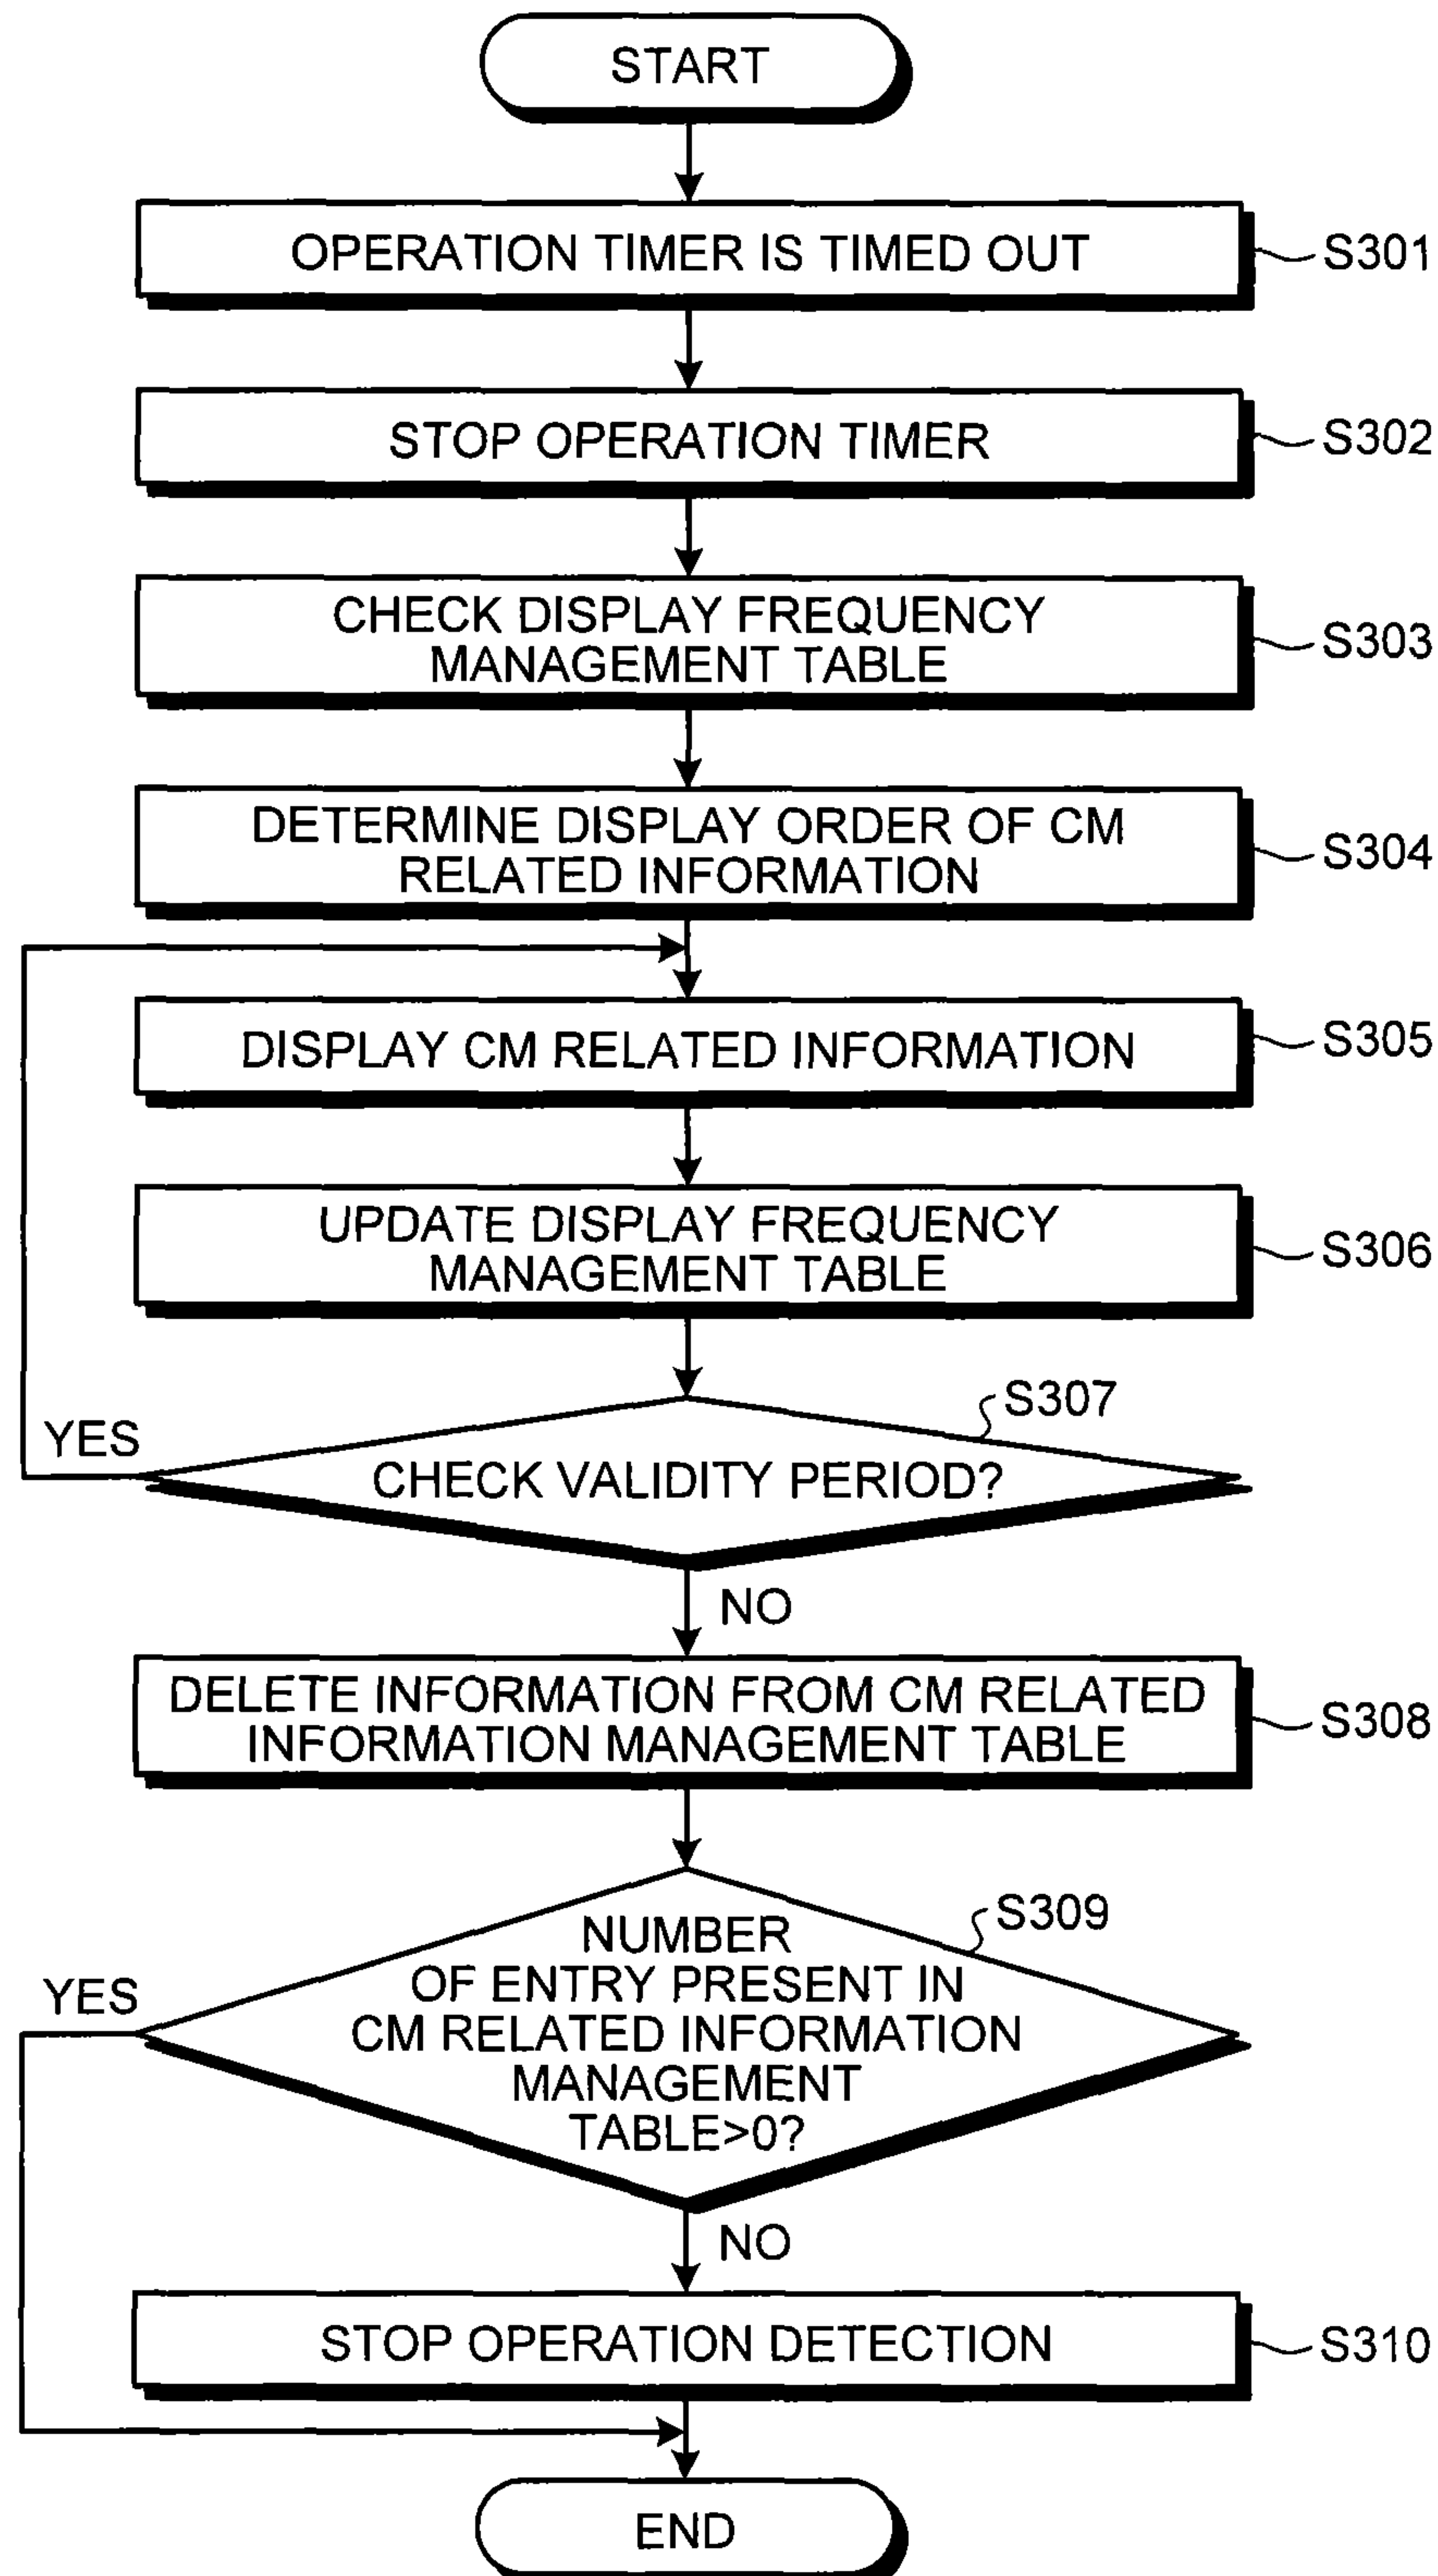 START
OPERATION TIMER IS TIMED OUT
S301
STOP OPERATION TIMER
S302
CHECK DISPLAY FREQUENCY
MANAGEMENT TABLE
S303
DETERMINE DISPLAY ORDER OF CM
RELATED INFORMATION
S304
DISPLAY CM RELATED INFORMATION
S305
UPDATE DISPLAY FREQUENCY
MANAGEMENT TABLE
S306
S307
YES
CHECK VALIDITY PERIOD?
NO
DELETE INFORMATION FROM CM RELATED
INFORMATION MANAGEMENT TABLE
S308
S309
YES
NUMBER
OF ENTRY PRESENT IN
CM RELATED INFORMATION
MANAGEMENT
TABLE>0?
NO
STOP OPERATION DETECTION
S310
END